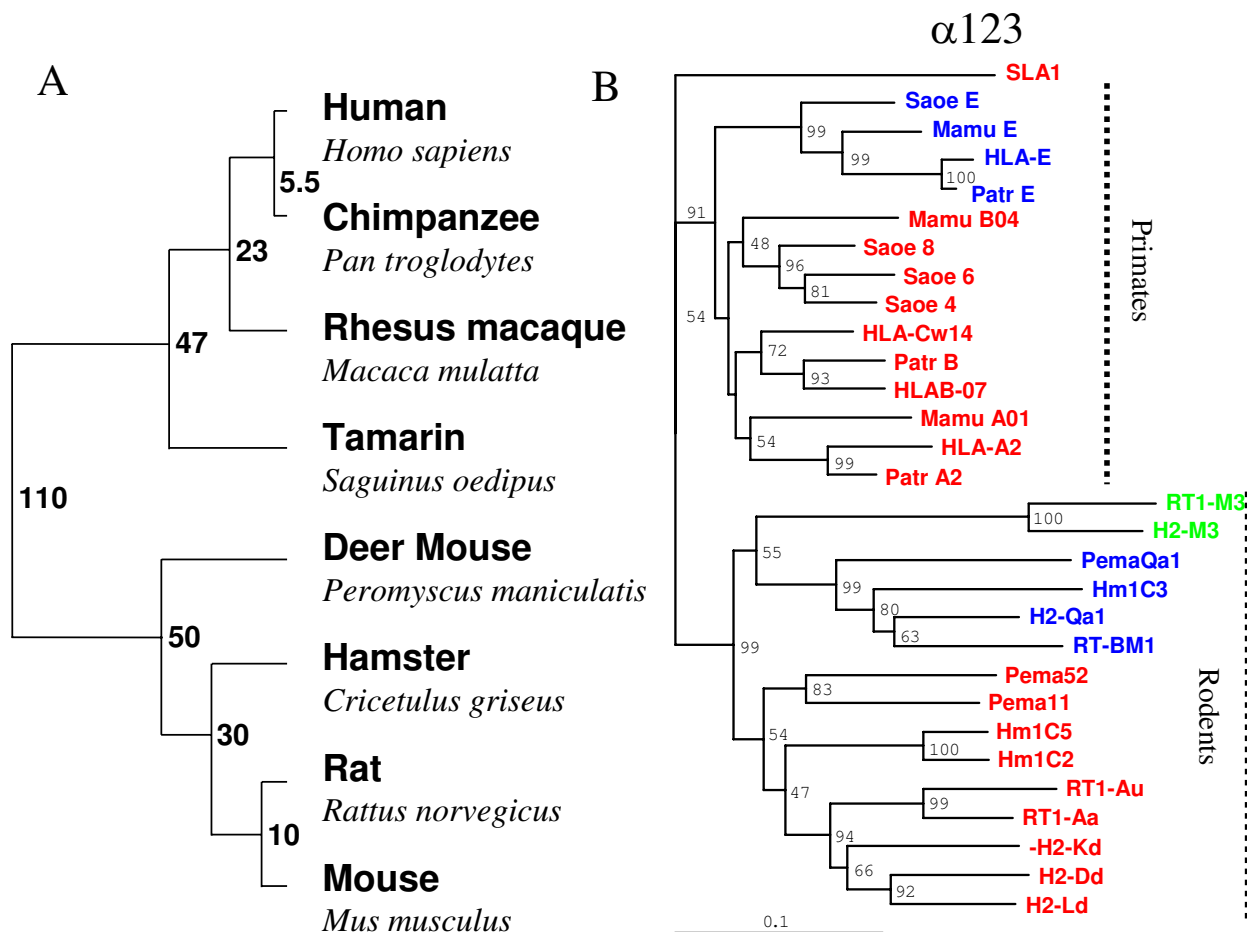 A
Human
Homo sapiens
5.5
Chimpanzee
Pan troglodytes
23
Rhesus macaque
Macaca mulatta
47
Tamarin
Saguinus oedipus
110
Deer Mouse
Peromyscus maniculatis
50
Hamster
Cricetulus griseus
30
Rat
Rattus norvegicus
10
Mouse
Mus musculus
α123
B
SLA1
Saoe E
99
Mamu E
99
HLA-E
100
Patr E
91
Mamu B04
48
Saoe 8
96
Saoe 6
81
Saoe 4
54
HLA-Cw14
72
Patr B
93
HLAB-07
Mamu A01
54
HLA-A2
99
Patr A2
Primates
RT1-M3
100
H2-M3
55
PemaQa1
99
Hm1C3
80
H2-Qa1
63
RT-BM1
99
Pema52
83
Pema11
54
Hm1C5
100
Hm1C2
47
RT1-Au
99
RT1-Aa
94
-H2-Kd
66
H2-Dd
92
H2-Ld
Rodents
0.1